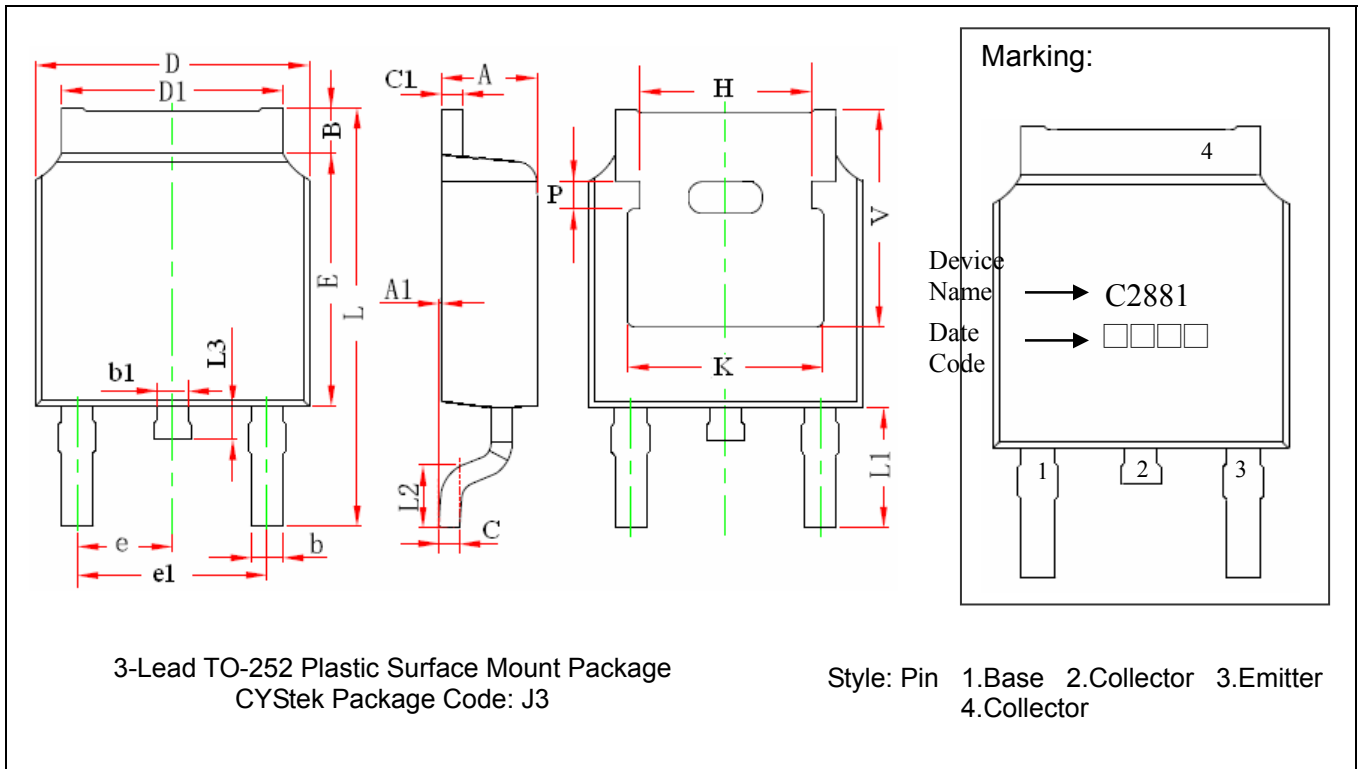 D
D1
B
E
L
L3
b1
e
e1
b
C1
A
A1
L2
C
H
P
V
K
L1
Marking:
4
Device
Name
C2881
Date
Code
□□□□
1
2
3
3-Lead TO-252 Plastic Surface Mount Package
CYStek Package Code: J3
Style: Pin 1.Base 2.Collector 3.Emitter
4.Collector